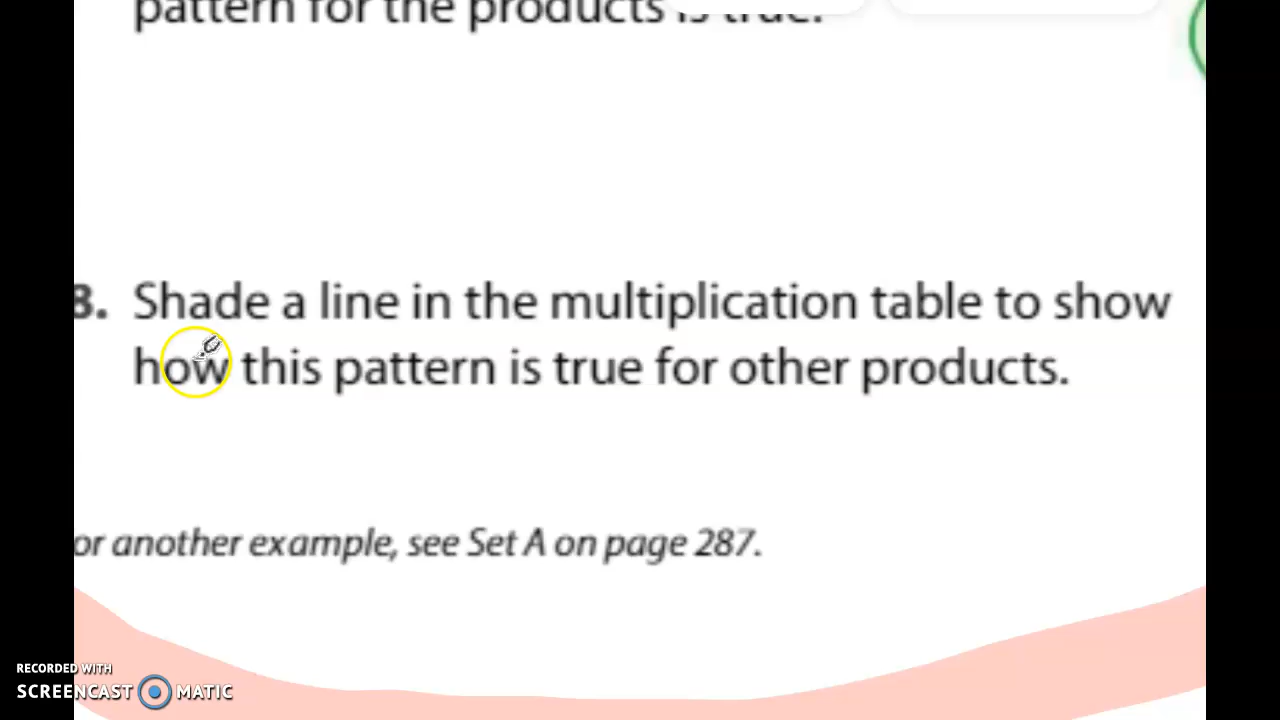 pattern for the products is true.
8. Shade a line in the multiplication table to show
how this pattern is true for other products.
or another example, see Set A on page 287.
RECORDED WITH
SCREENCAST MATIC